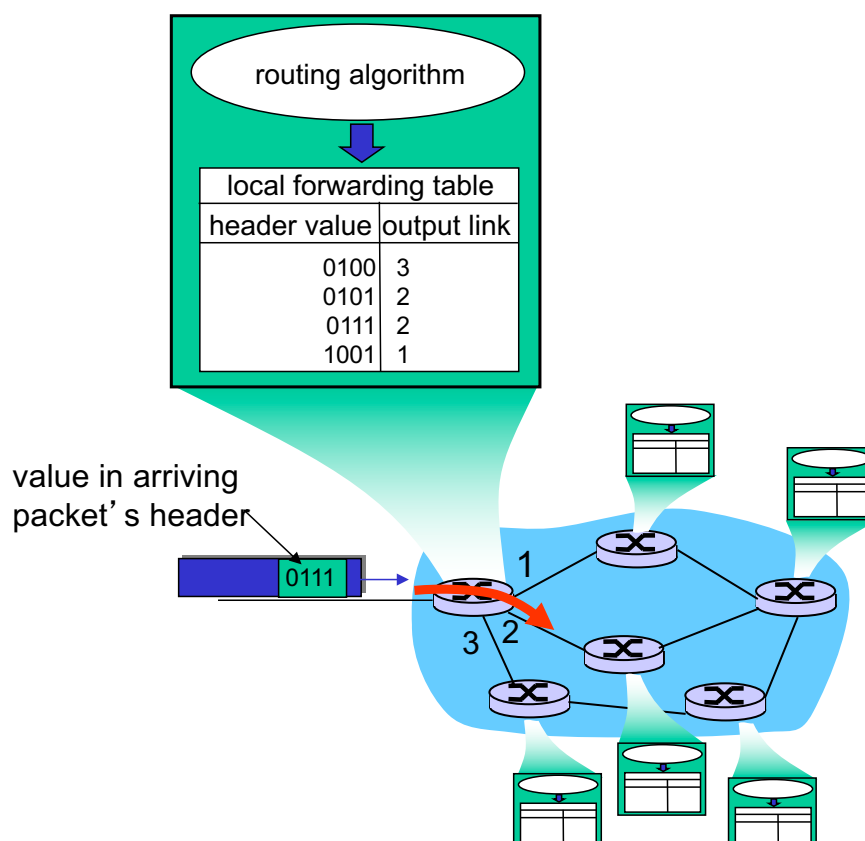 routing algorithm
local forwarding table
header value output link
0100 3
0101 2
0111 2
1001 1
value in arriving
packet’s header
0111
1
2
3